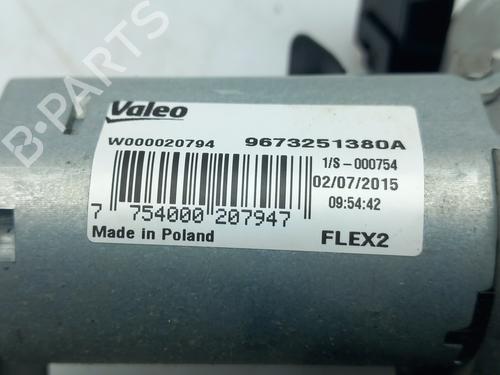 B-PARTS
Valeo
W000020794 9673251380A
1/S-000754
02/07/2015
09:54:42
7 754000 207947
Made in Poland FLEX2